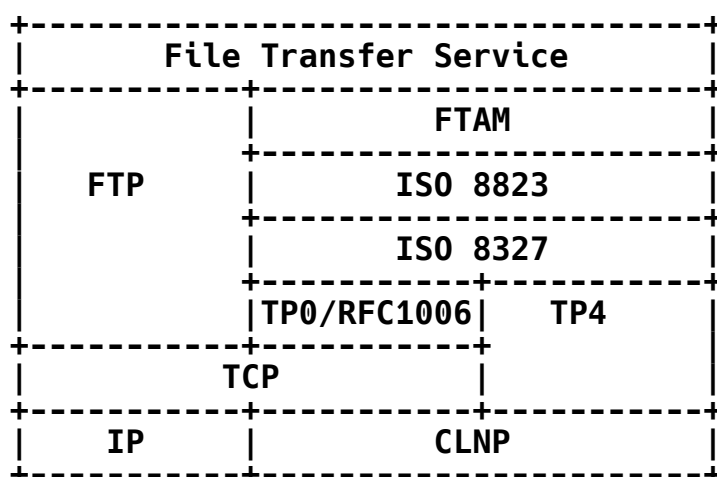 File Transfer Service
FTAM
FTP ISO 8823
ISO 8327
TP0/RFC1006 TP4
TCP
IP CLNP